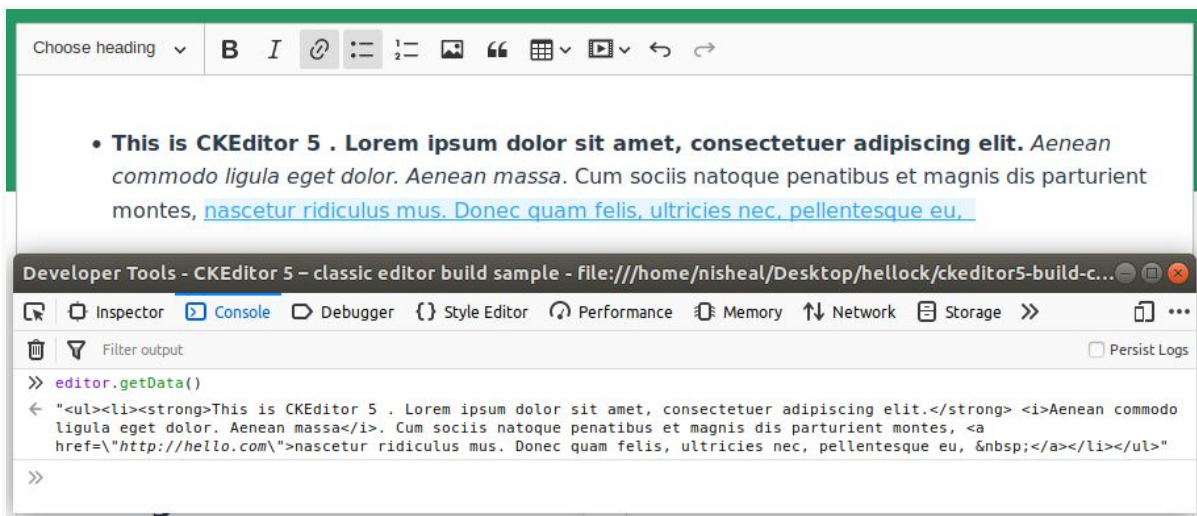 Choose heading
• This is CKEditor 5 . Lorem ipsum dolor sit amet, consectetuer adipiscing elit. Aenean
commodo ligula eget dolor. Aenean massa. Cum sociis natoque penatibus et magnis dis parturient
montes, nascetur ridiculus mus. Donec quam felis, ultricies nec, pellentesque eu,
Developer Tools - CKEditor 5 – classic editor build sample - file:///home/nisheal/Desktop/hellock/ckeditor5-build-c...
Inspector Console Debugger {} Style Editor Performance Memory Network Storage
Filter output Persist Logs
editor.getData()
"<ul><li><strong>This is CKEditor 5 . Lorem ipsum dolor sit amet, consectetuer adipiscing elit.</strong> <i>Aenean commodo
ligula eget dolor. Aenean massa</i>. Cum sociis natoque penatibus et magnis dis parturient montes, <a
href=\"http://hello.com\">nascetur ridiculus mus. Donec quam felis, ultricies nec, pellentesque eu, &nbsp;</a></li></ul>"